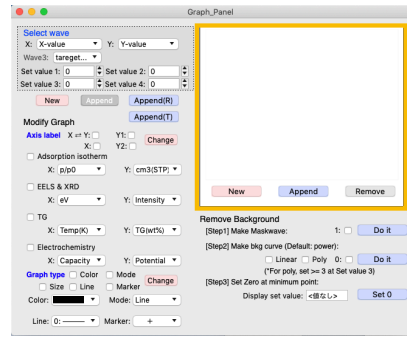 Graph_Panel
Select wave
X: X-value Y: Y-value
Wave3: tareget...
Set value 1: 0 Set value 2: 0
Set value 3: 0 Set value 4: 0
New Append Append(R)
Append(T)
Modify Graph
Axis label X ⇄ Y: Y1:
X: Y2: Change
Adsorption isotherm
X: p/p0 Y: cm3(STP)
EELS & XRD
X: eV Y: Intensity
TG
X: Temp(K) Y: TG(wt%)
Electrochemistry
X: Capacity Y: Potential
Graph type Color Mode
Size Line Marker Change
Color: Mode: Line
Line: 0: Marker: +
New Append Remove
Remove Background
[Step1] Make Maskwave: 1: Do it
[Step2] Make bkg curve (Default: power):
Linear Poly 0: Do it
(*For poly, set >= 3 at Set value 3)
[Step3] Set Zero at minimum point:
Display set value: <値なし> Set 0